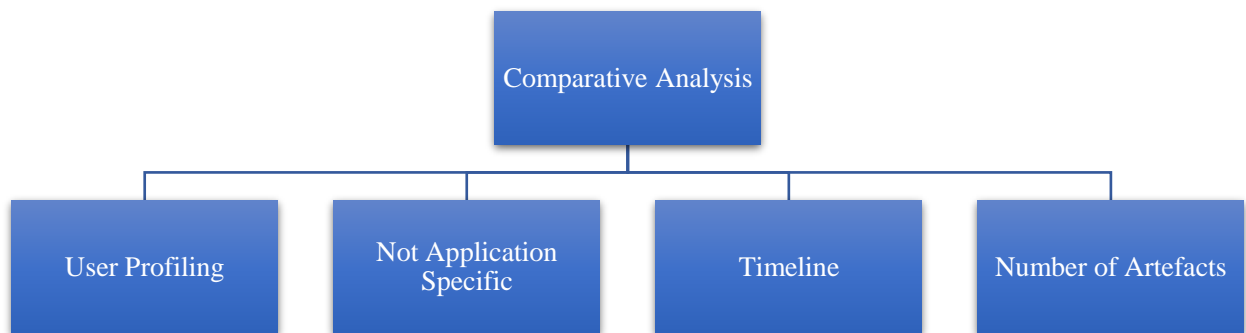 Comparative Analysis
User Profiling
Not Application
Specific
Timeline
Number of Artefacts